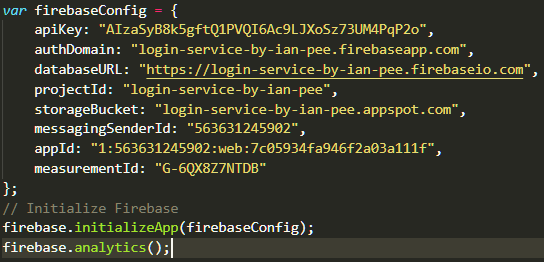 var firebaseConfig = {
apiKey: "AIzaSyB8k5gftQ1PVQI6Ac9LJXoSz73UM4PqP2o",
authDomain: "login-service-by-ian-pee.firebaseapp.com",
databaseURL: "https://login-service-by-ian-pee.firebaseio.com",
projectId: "login-service-by-ian-pee",
storageBucket: "login-service-by-ian-pee.appspot.com",
messagingSenderId: "563631245902",
appId: "1:563631245902:web:7c05934fa946f2a03a111f",
measurementId: "G-6QX8Z7NTDB"
};
// Initialize Firebase
firebase.initializeApp(firebaseConfig);
firebase.analytics();